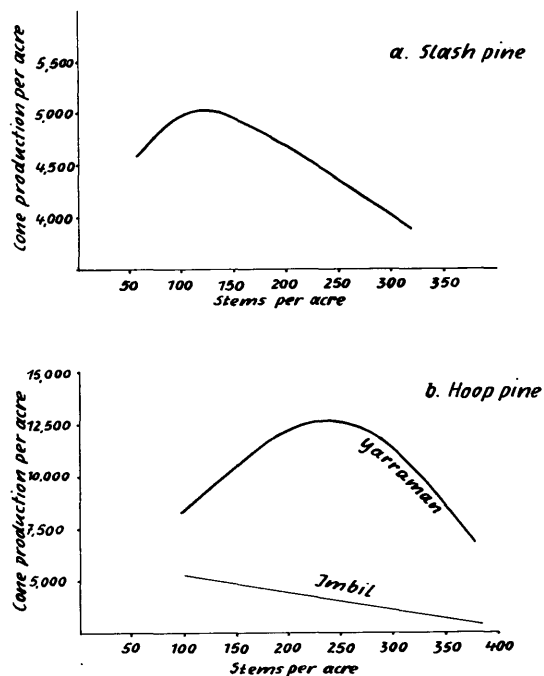 a. Slash pine
Cone production per acre
5,500
5,000
4,500
4,000
50 100 150 200 250 300 350
Stems per acre
b. Hoop pine
Cone production per acre
15,000
12,500
10,000
7,500
5,000
Yarraman
Imbil
50 100 150 200 250 300 350 400
Stems per acre